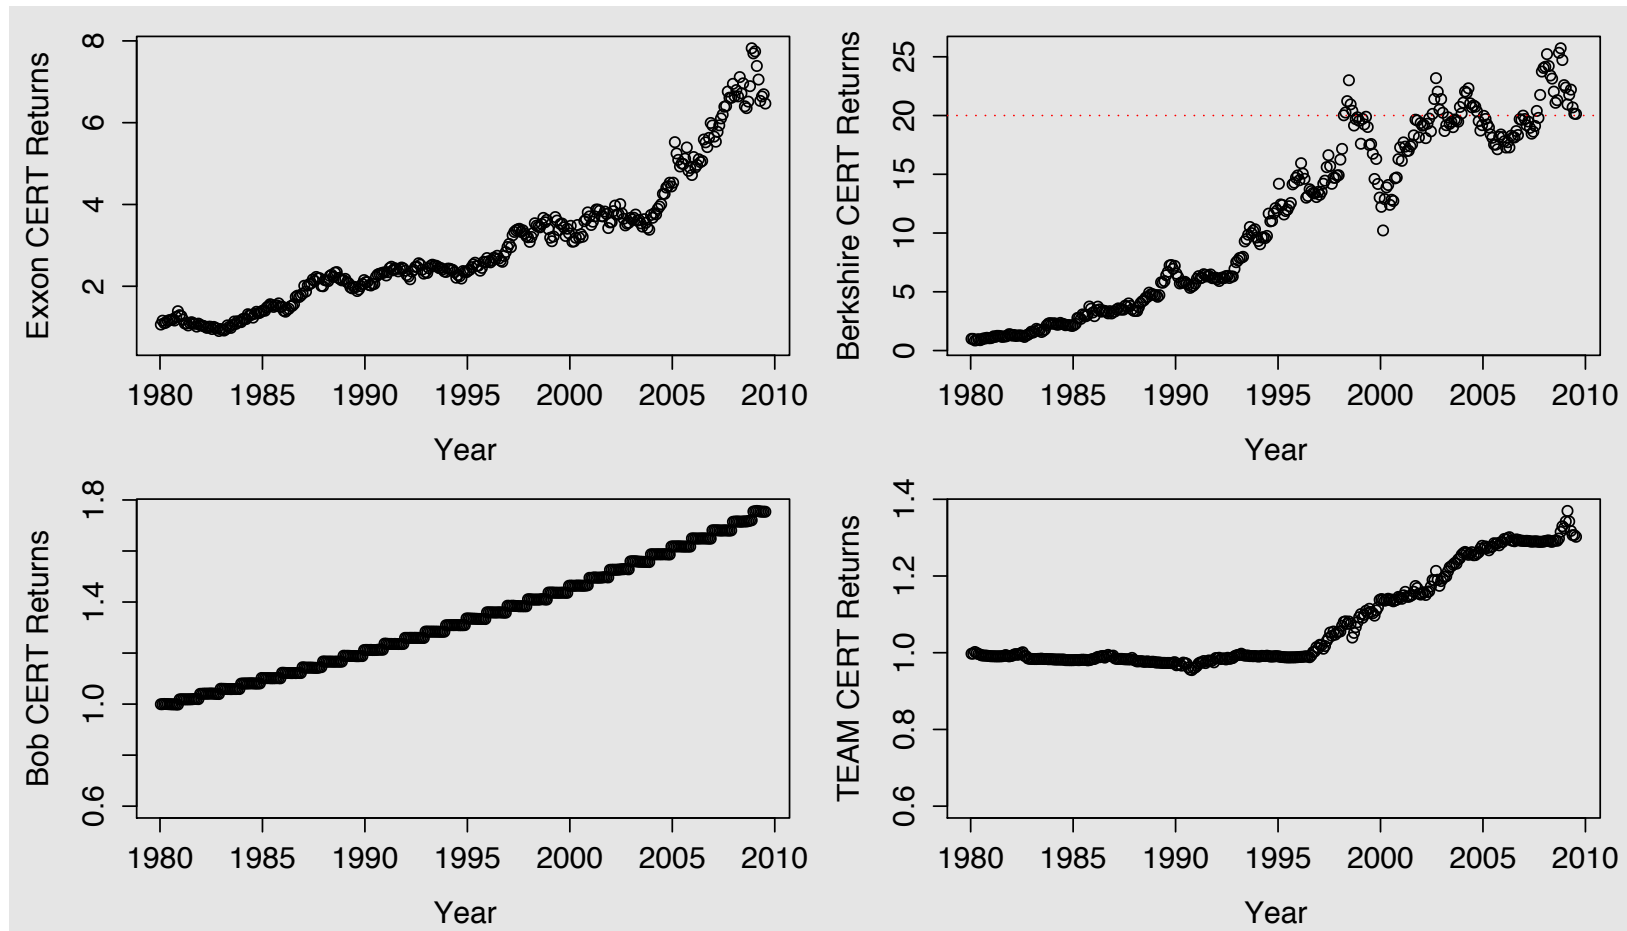 Exxon CERT Returns
2 4 6 8
1980 1985 1990 1995 2000 2005 2010
Year
Berkshire CERT Returns
0 5 10 15 20 25
1980 1985 1990 1995 2000 2005 2010
Year
Bob CERT Returns
0.6 1.0 1.4 1.8
1980 1985 1990 1995 2000 2005 2010
Year
TEAM CERT Returns
0.6 0.8 1.0 1.2 1.4
1980 1985 1990 1995 2000 2005 2010
Year